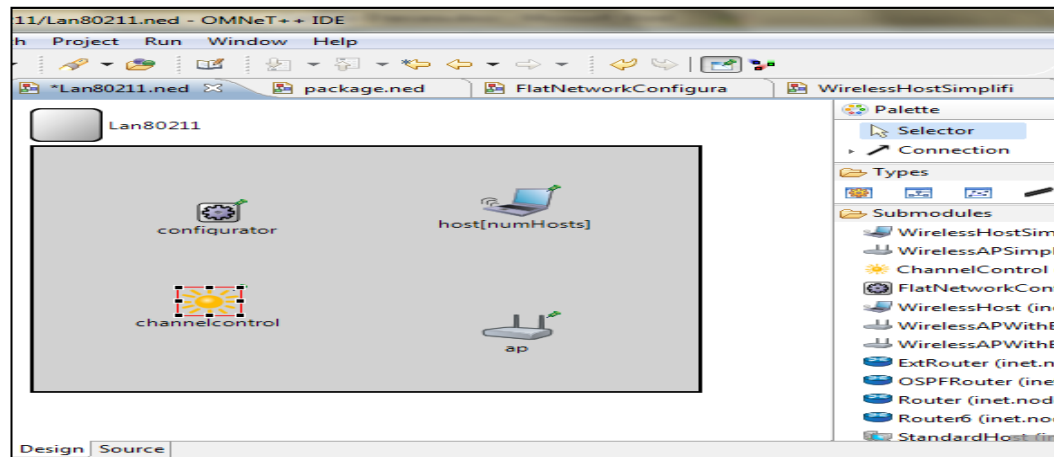 11/Lan80211.ned - OMNeT++ IDE
h Project Run Window Help
*Lan80211.ned package.ned FlatNetworkConfigura WirelessHostSimplifi
Palette
Lan80211
Selector
Connection
Types
Submodules
configurator
host[numHosts]
WirelessHostSim
WirelessAPSimpl
ChannelControl
FlatNetworkCon
channelcontrol
WirelessHost (in
WirelessAPWith
WirelessAPWith
ap
ExtRouter (inet.n
OSPFRouter (ine
Router (inet.nod
Router6 (inet.no
StandardHost (i
Design Source